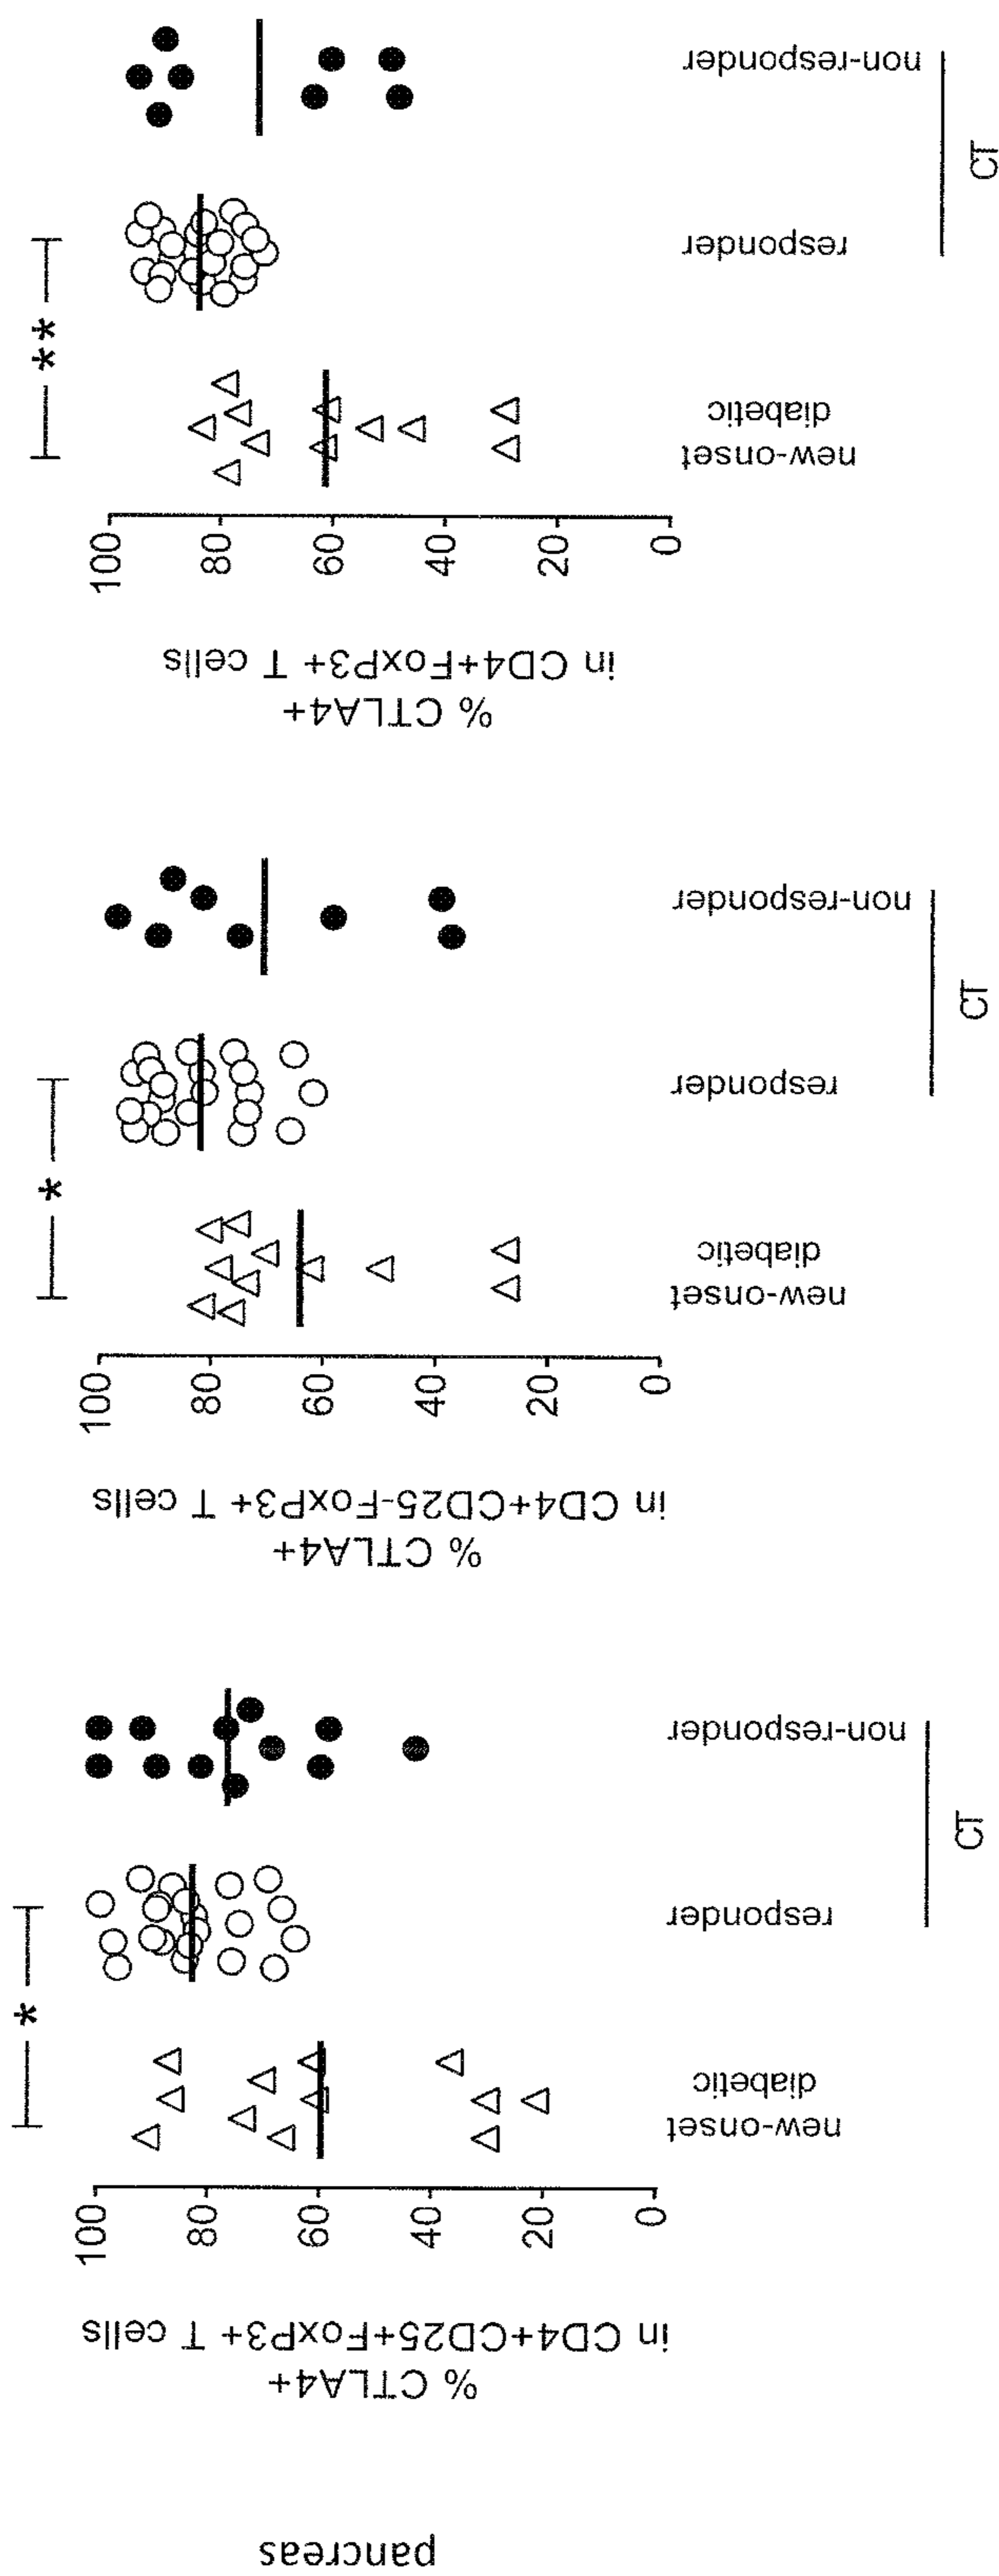 pancreas
% CTLA4+
in CD4+CD25+FoxP3+ T cells
100
80
60
40
20
0
*
new-onset
diabetic
responder
non-responder
CT
% CTLA4+
in CD4+CD25-FoxP3+ T cells
100
80
60
40
20
0
*
new-onset
diabetic
responder
non-responder
CT
% CTLA4+
in CD4+FoxP3+ T cells
100
80
60
40
20
0
**
new-onset
diabetic
responder
non-responder
CT